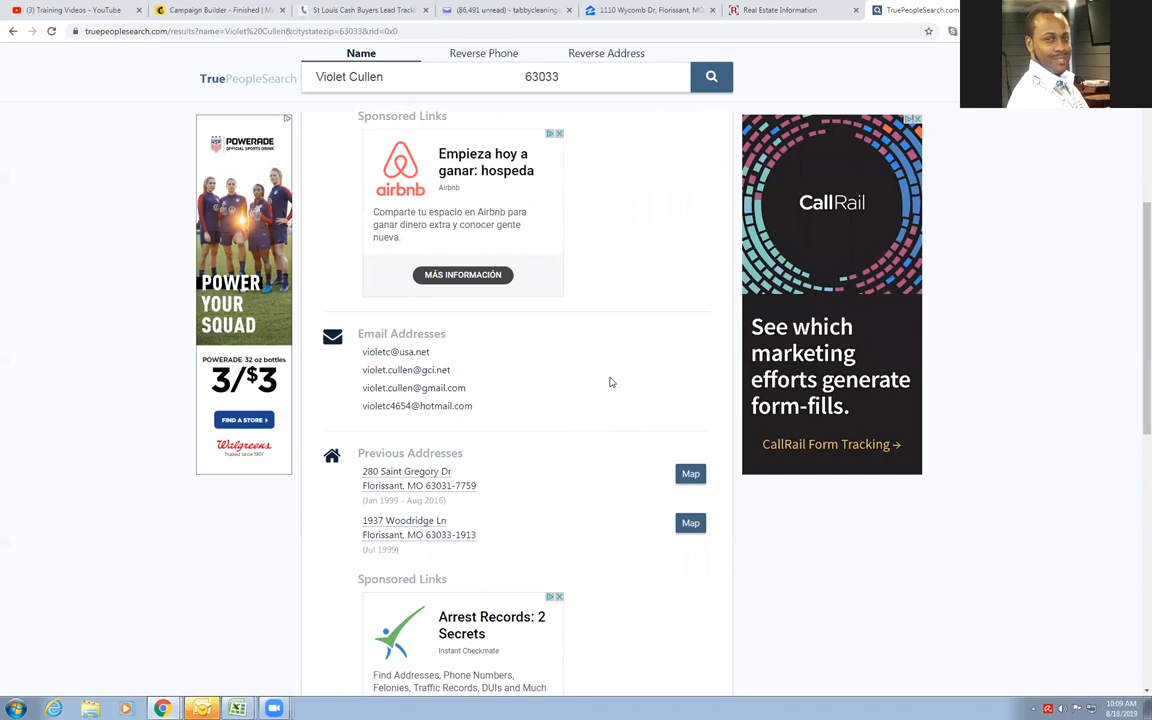 (3) Training Videos - YouTube
Campaign Builder - Finished | Ma
St Louis Cash Buyers Lead Track
(86,491 unread) - tabbycleaning
1110 Wycomb Dr, Florissant, MO
Real Estate Information
TruePeopleSearch.com
truepeoplesearch.com/results?name=Violet%20Cullen&citystatezip=63033&rid=0x0
Name
Reverse Phone
Reverse Address
TruePeopleSearch
Violet Cullen
63033
Sponsored Links
airbnb
Empieza hoy a
ganar: hospeda
Airbnb
Comparte tu espacio en Airbnb para
ganar dinero extra y conocer gente
nueva.
MÁS INFORMACIÓN
Email Addresses
violetc@usa.net
violet.cullen@gci.net
violet.cullen@gmail.com
violetc4654@hotmail.com
Previous Addresses
280 Saint Gregory Dr
Florissant, MO 63031-7759
(Jan 1999 - Aug 2016)
Map
1937 Woodridge Ln
Florissant, MO 63033-1913
(Jul 1999)
Map
Sponsored Links
Arrest Records: 2
Secrets
Instant Checkmate
Find Addresses, Phone Numbers,
Felonies, Traffic Records, DUIs and Much
POWERADE
OFFICIAL SPORTS DRINK
POWER
YOUR
SQUAD
POWERADE 32 oz bottles
3/$3
FIND A STORE
Walgreens
Trusted since 1901
CallRail
See which
marketing
efforts generate
form-fills.
CallRail Form Tracking →
10:09 AM
8/18/2019